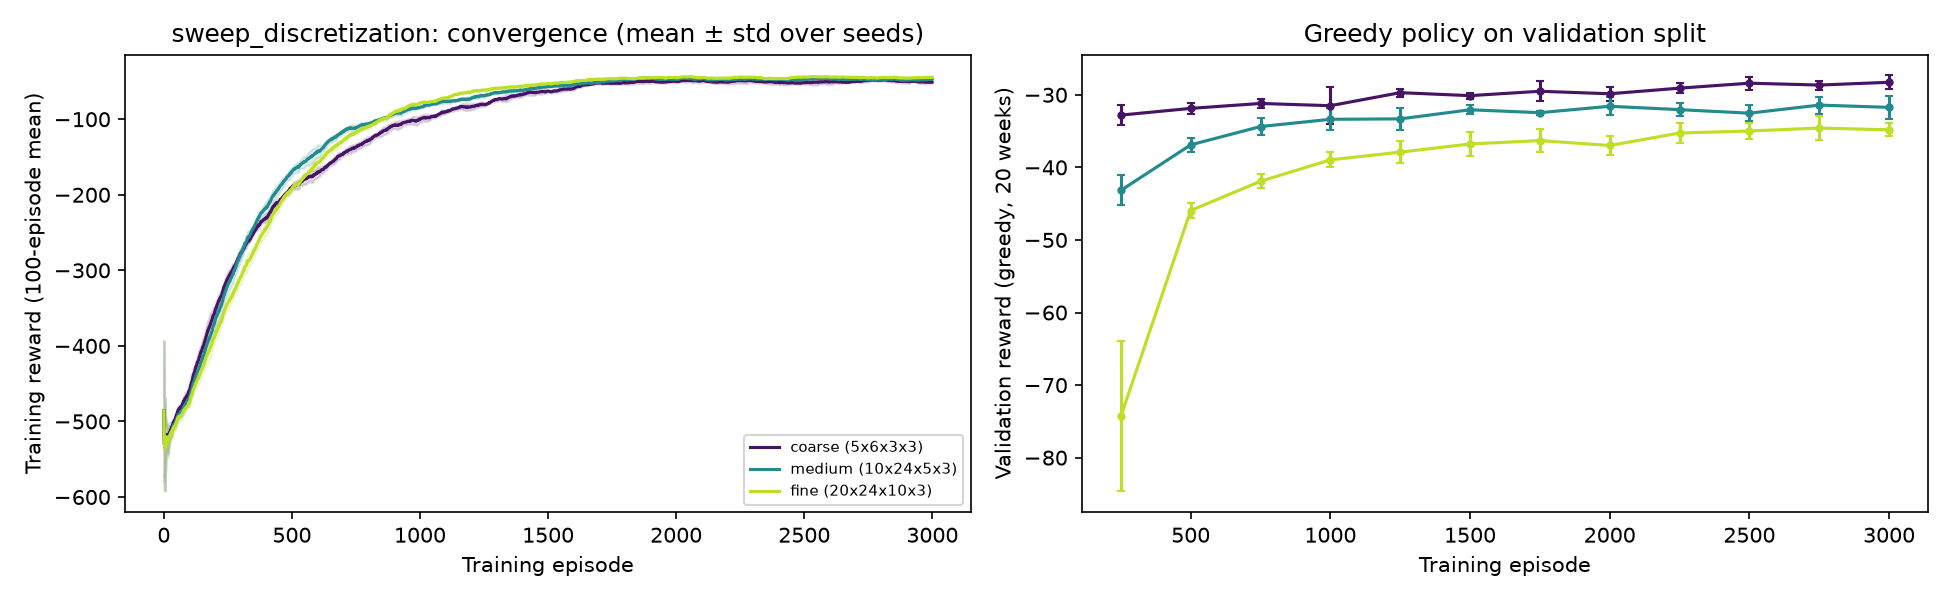 sweep_discretization: convergence (mean ± std over seeds)
Training reward (100-episode mean)
−100
−200
−300
−400
−500
−600
0
500
1000
1500
2000
2500
3000
Training episode
coarse (5x6x3x3)
medium (10x24x5x3)
fine (20x24x10x3)
Greedy policy on validation split
Validation reward (greedy, 20 weeks)
−30
−40
−50
−60
−70
−80
500
1000
1500
2000
2500
3000
Training episode